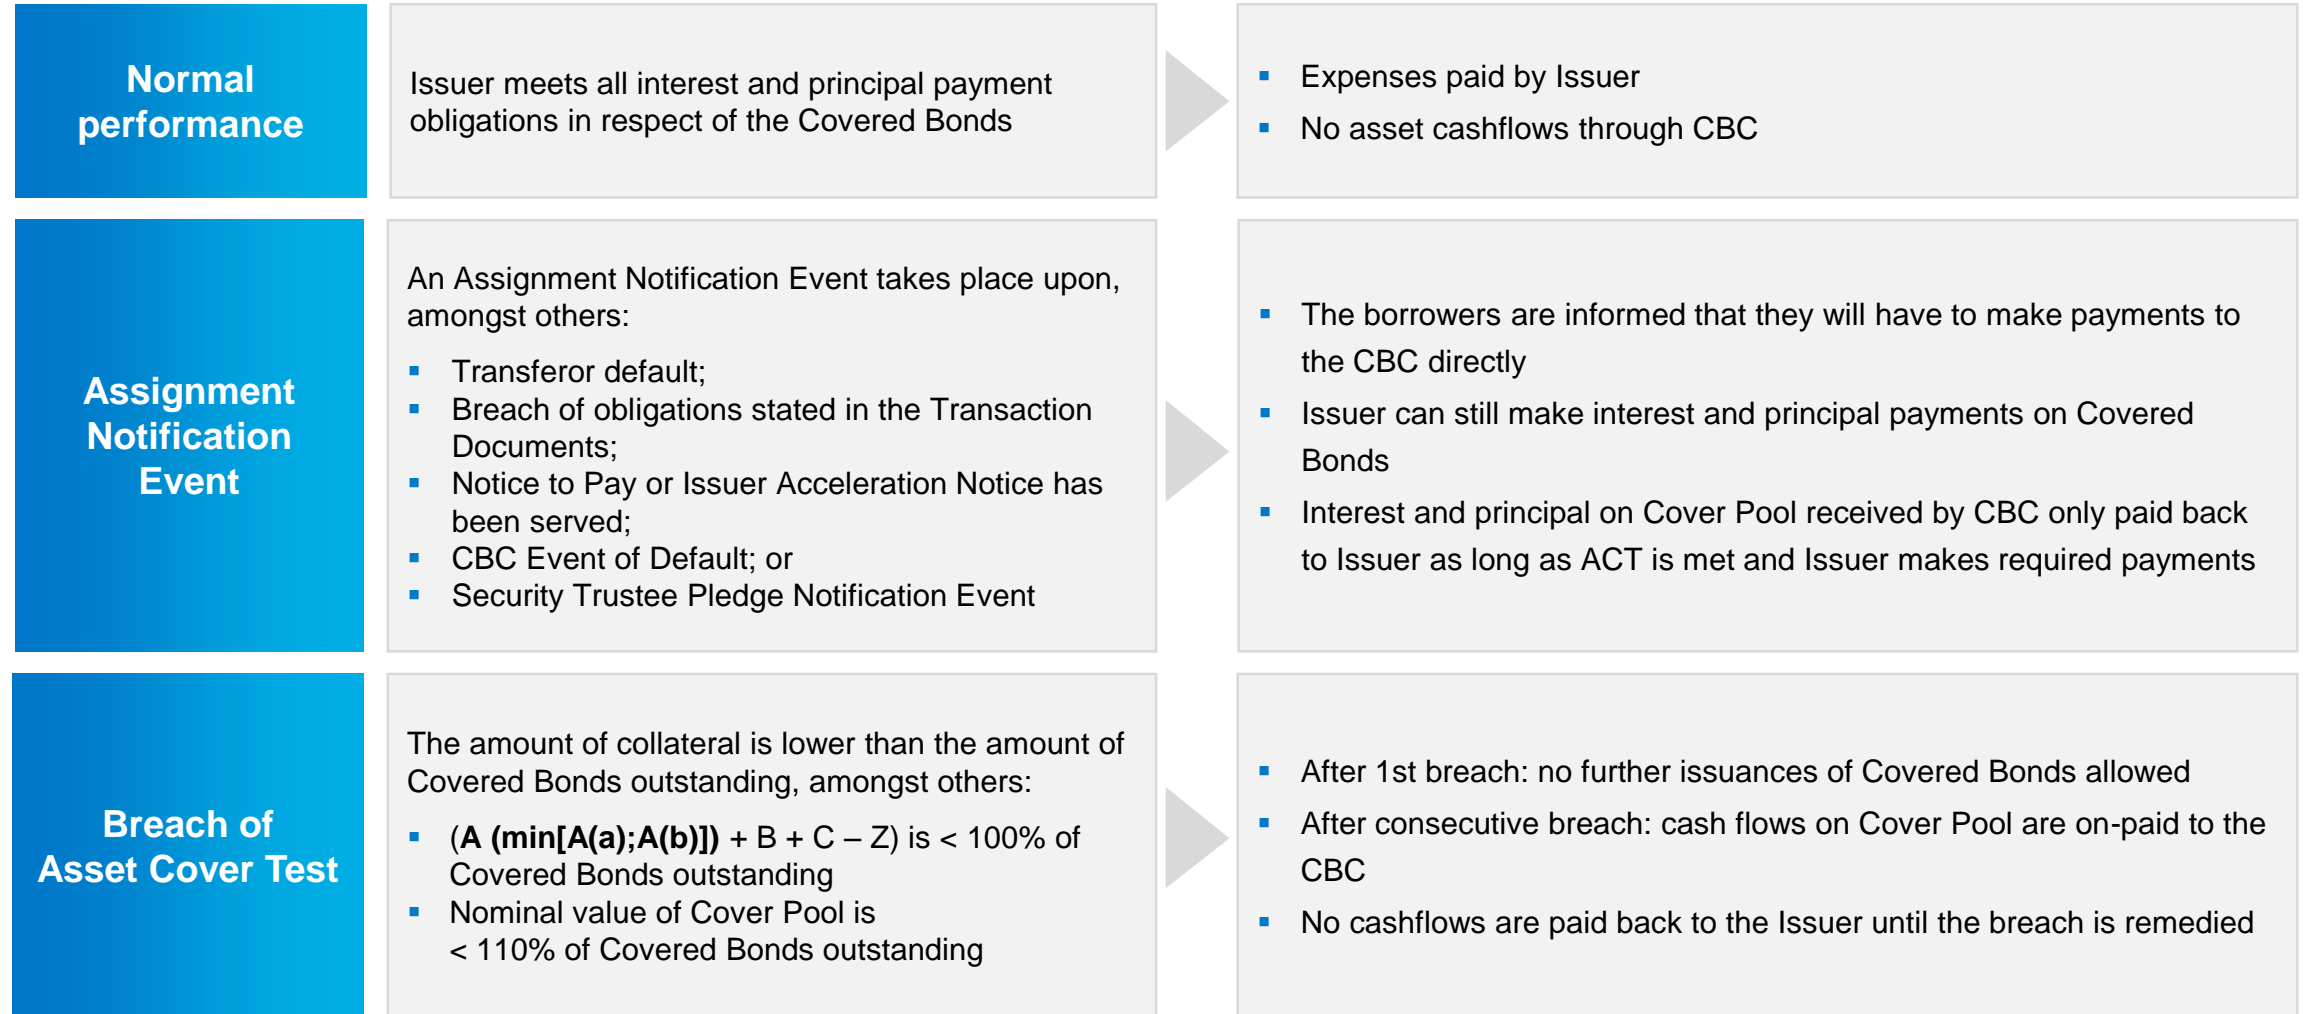 Normal
performance
Issuer meets all interest and principal payment
obligations in respect of the Covered Bonds
▪ Expenses paid by Issuer
▪ No asset cashflows through CBC
Assignment
Notification
Event
An Assignment Notification Event takes place upon,
amongst others:
▪ Transferor default;
▪ Breach of obligations stated in the Transaction
Documents;
▪ Notice to Pay or Issuer Acceleration Notice has
been served;
▪ CBC Event of Default; or
▪ Security Trustee Pledge Notification Event
▪ The borrowers are informed that they will have to make payments to
the CBC directly
▪ Issuer can still make interest and principal payments on Covered
Bonds
▪ Interest and principal on Cover Pool received by CBC only paid back
to Issuer as long as ACT is met and Issuer makes required payments
Breach of
Asset Cover Test
The amount of collateral is lower than the amount of
Covered Bonds outstanding, amongst others:
▪ (A (min[A(a);A(b)]) + B + C – Z) is < 100% of
Covered Bonds outstanding
▪ Nominal value of Cover Pool is
< 110% of Covered Bonds outstanding
▪ After 1st breach: no further issuances of Covered Bonds allowed
▪ After consecutive breach: cash flows on Cover Pool are on-paid to the
CBC
▪ No cashflows are paid back to the Issuer until the breach is remedied